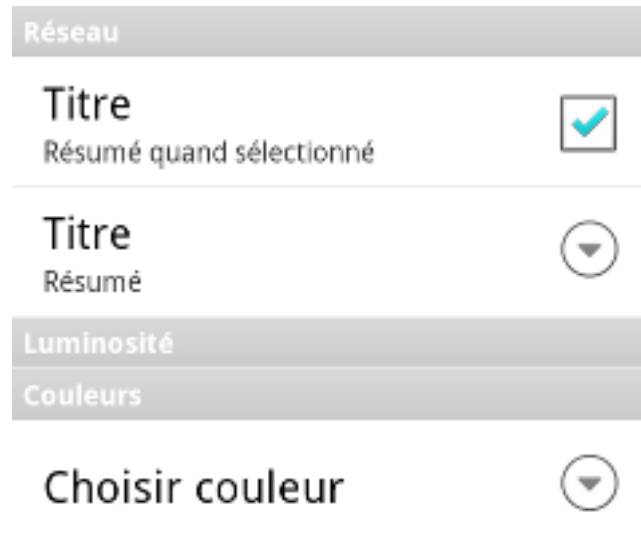 Réseau
Titre
Résumé quand sélectionné
Titre
Résumé
Luminosité
Couleurs
Choisir couleur